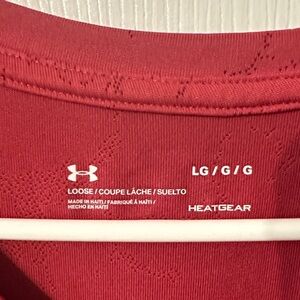 LG / G / G
LOOSE / COUPE LÂCHE / SUELTO
MADE IN HAITI / FABRIQUÉ À HAÏTI /
HECHO EN HAITÍ
HEATGEAR